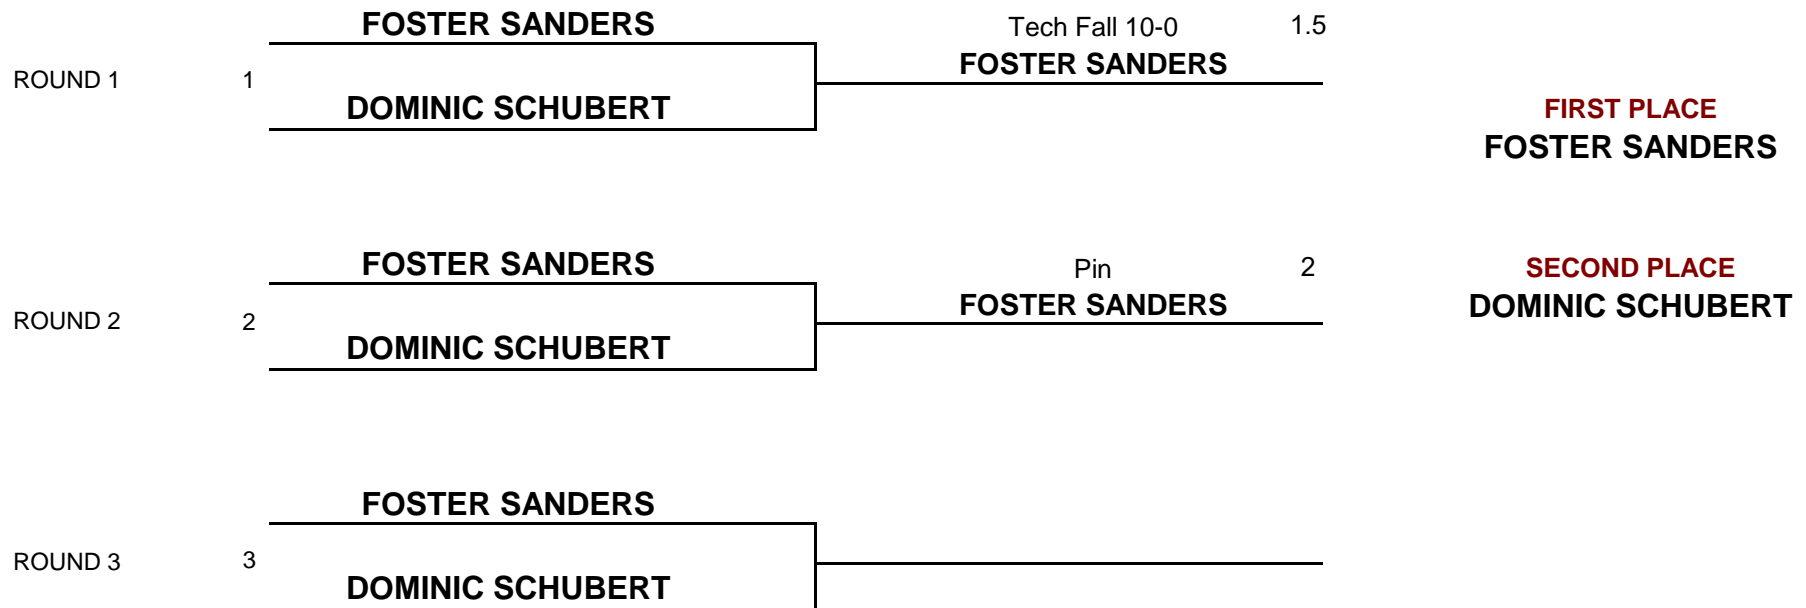 FOSTER SANDERS
Tech Fall 10-0 1.5
FOSTER SANDERS
ROUND 1 1
DOMINIC SCHUBERT
FIRST PLACE
FOSTER SANDERS
FOSTER SANDERS
Pin 2
SECOND PLACE
FOSTER SANDERS
DOMINIC SCHUBERT
ROUND 2 2
DOMINIC SCHUBERT
FOSTER SANDERS
ROUND 3 3
DOMINIC SCHUBERT